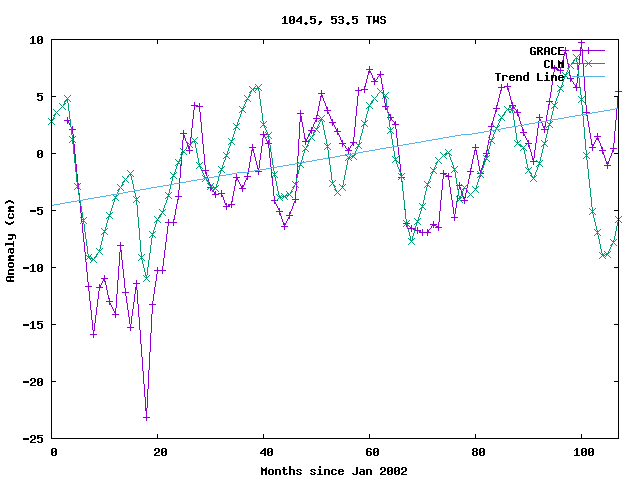 104.5, 53.5 TWS
GRACE
CLM
Trend Line
10
5
0
-5
-10
-15
-20
-25
Anomaly (cm)
0 20 40 60 80 100
Months since Jan 2002